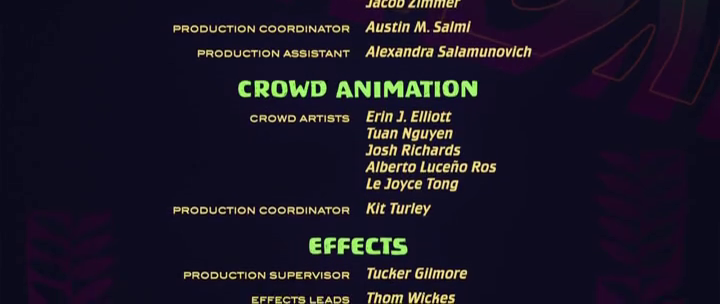 Jacob Zimmer
PRODUCTION COORDINATOR Austin M. Salmi
PRODUCTION ASSISTANT Alexandra Salamunovich
CROWD ANIMATION
CROWD ARTISTS Erin J. Elliott
Tuan Nguyen
Josh Richards
Alberto Luceño Ros
Le Joyce Tong
PRODUCTION COORDINATOR Kit Turley
EFFECTS
PRODUCTION SUPERVISOR Tucker Gilmore
EFFECTS LEADS Thom Wickes